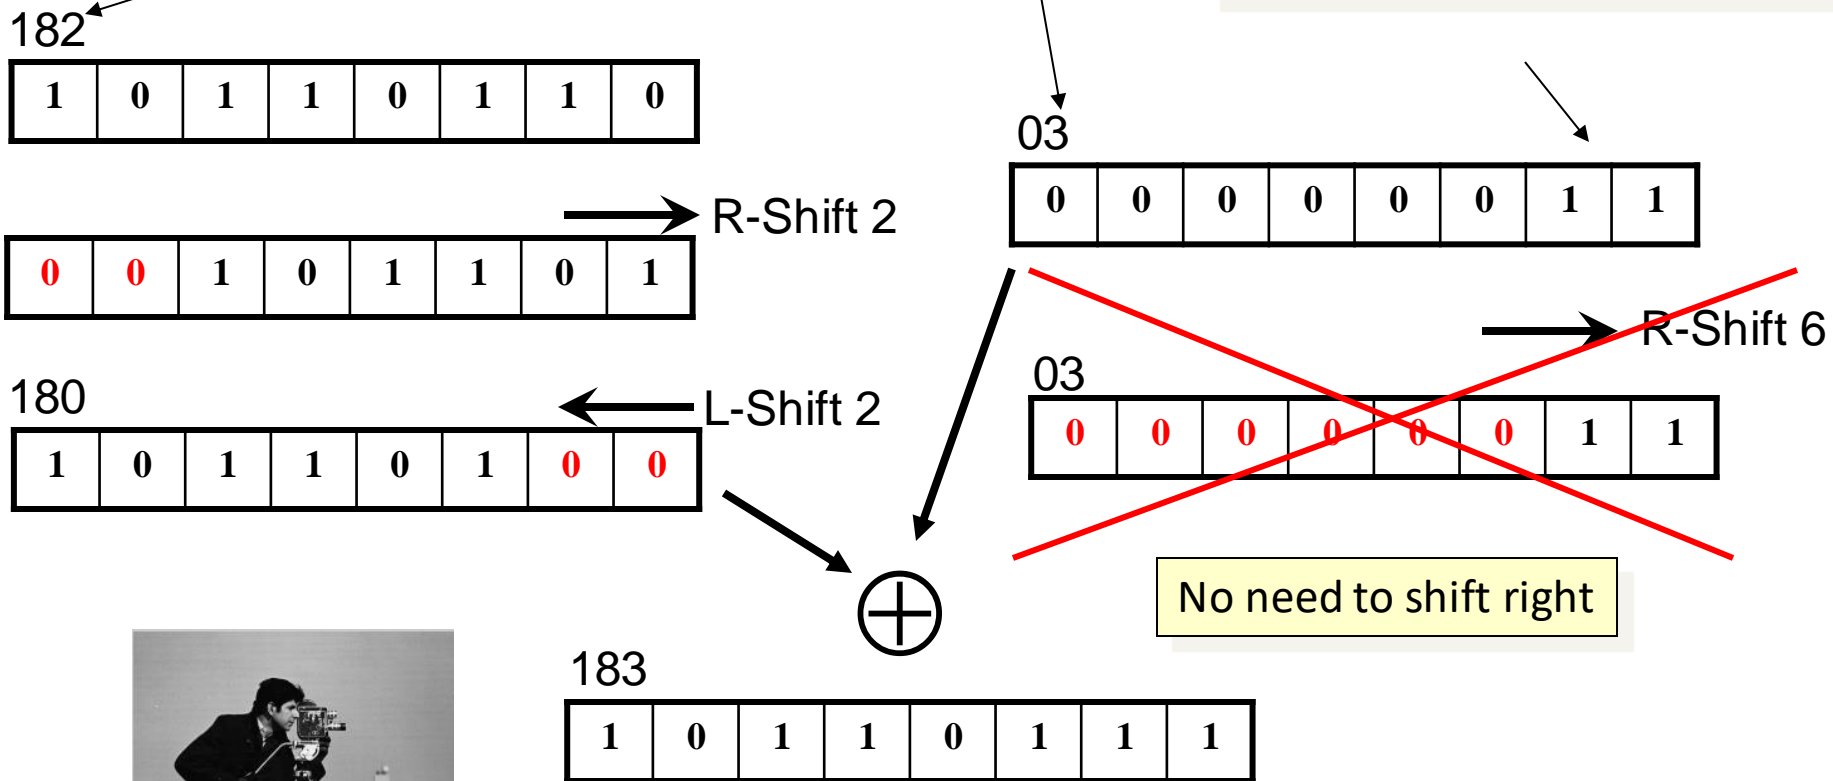 182
1 0 1 1 0 1 1 0
R-Shift 2
0 0 1 0 1 1 0 1
180
L-Shift 2
1 0 1 1 0 1 0 0
03
0 0 0 0 0 0 1 1
R-Shift 6
03
0 0 0 0 0 0 1 1
No need to shift right
183
1 0 1 1 0 1 1 1